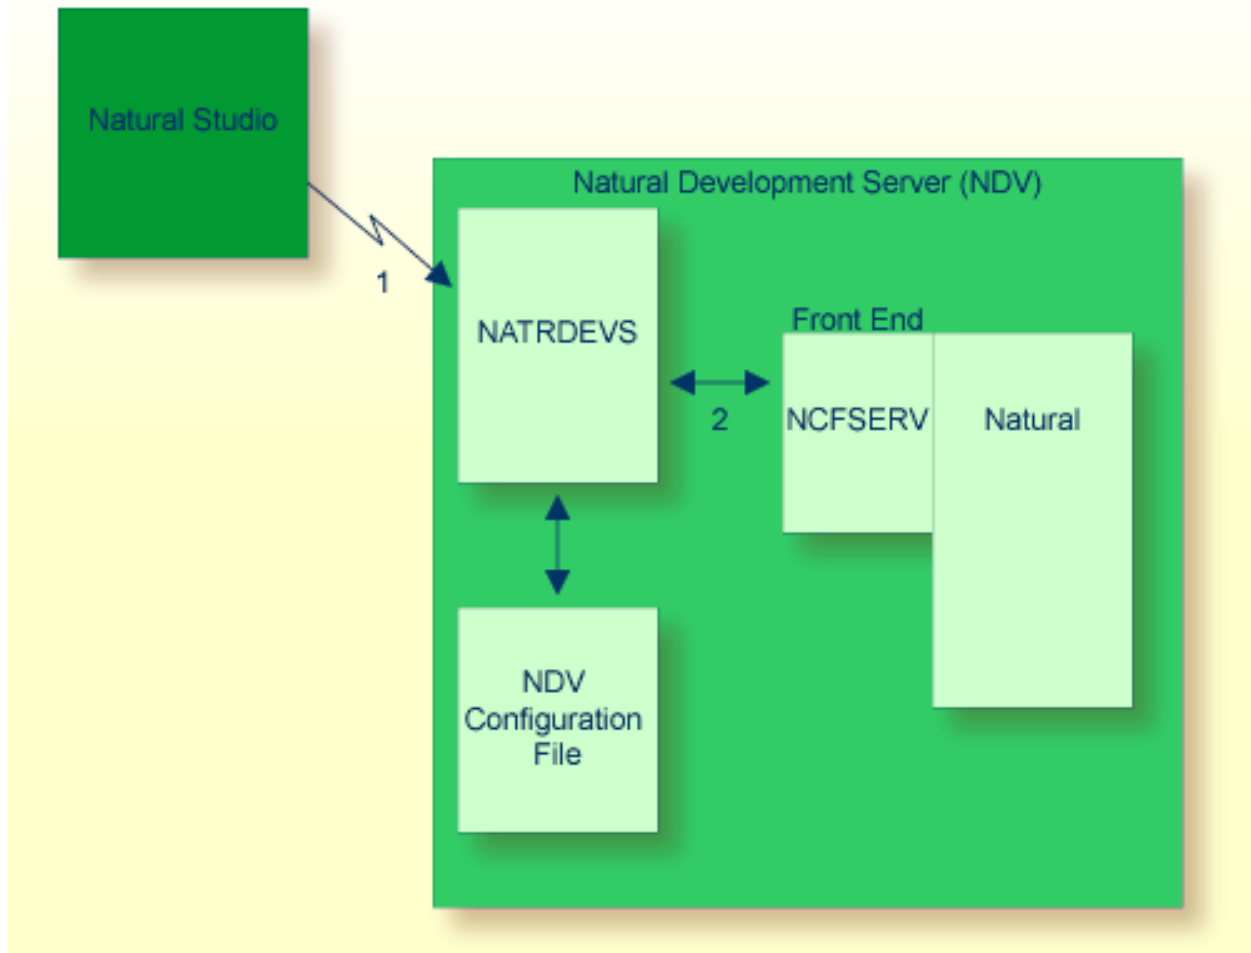 Natural Studio
Natural Development Server (NDV)
1
NATRDEVS
Front End
2
NCFSERV
Natural
NDV
Configuration
File